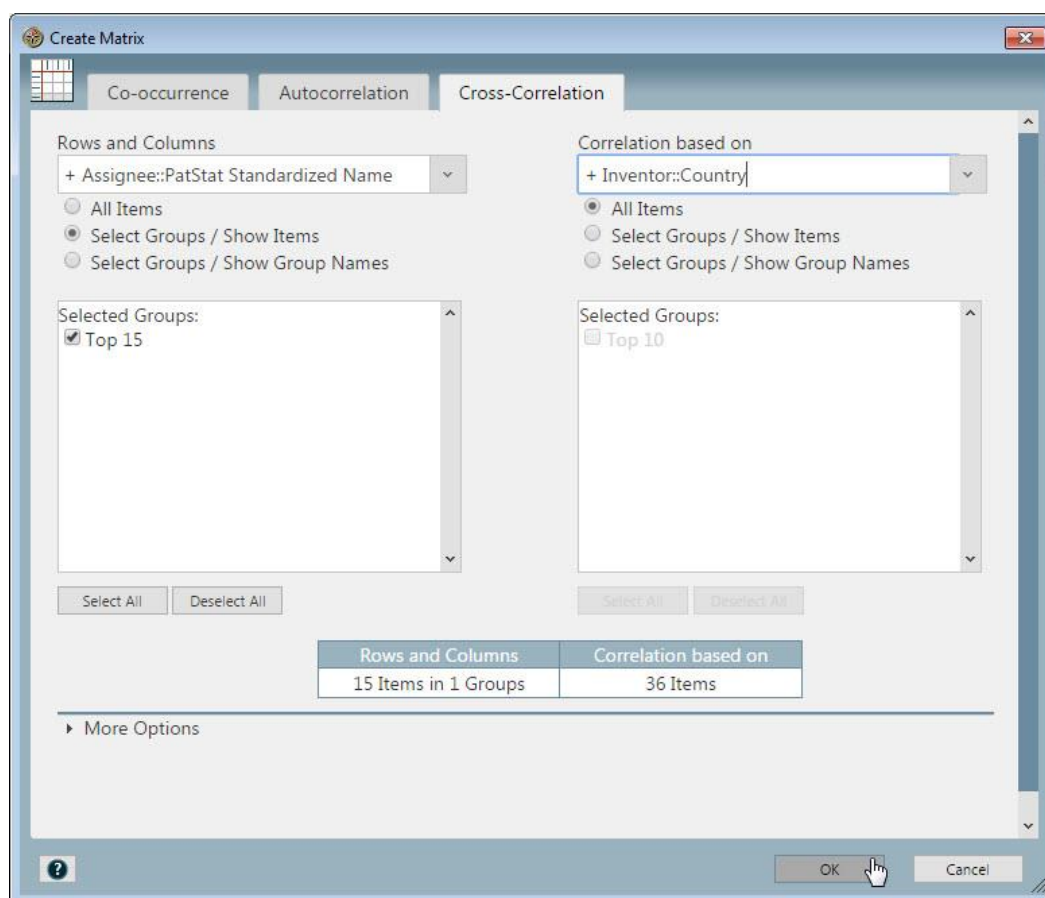 Create Matrix
Co-occurrence Autocorrelation Cross-Correlation
Rows and Columns Correlation based on
+ Assignee::PatStat Standardized Name + Inventor::Country
All Items All Items
Select Groups / Show Items Select Groups / Show Items
Select Groups / Show Group Names Select Groups / Show Group Names
Selected Groups: Selected Groups:
Top 15 Top 10
Select All Deselect All Select All Deselect All
Rows and Columns Correlation based on
15 Items in 1 Groups 36 Items
More Options
? OK Cancel